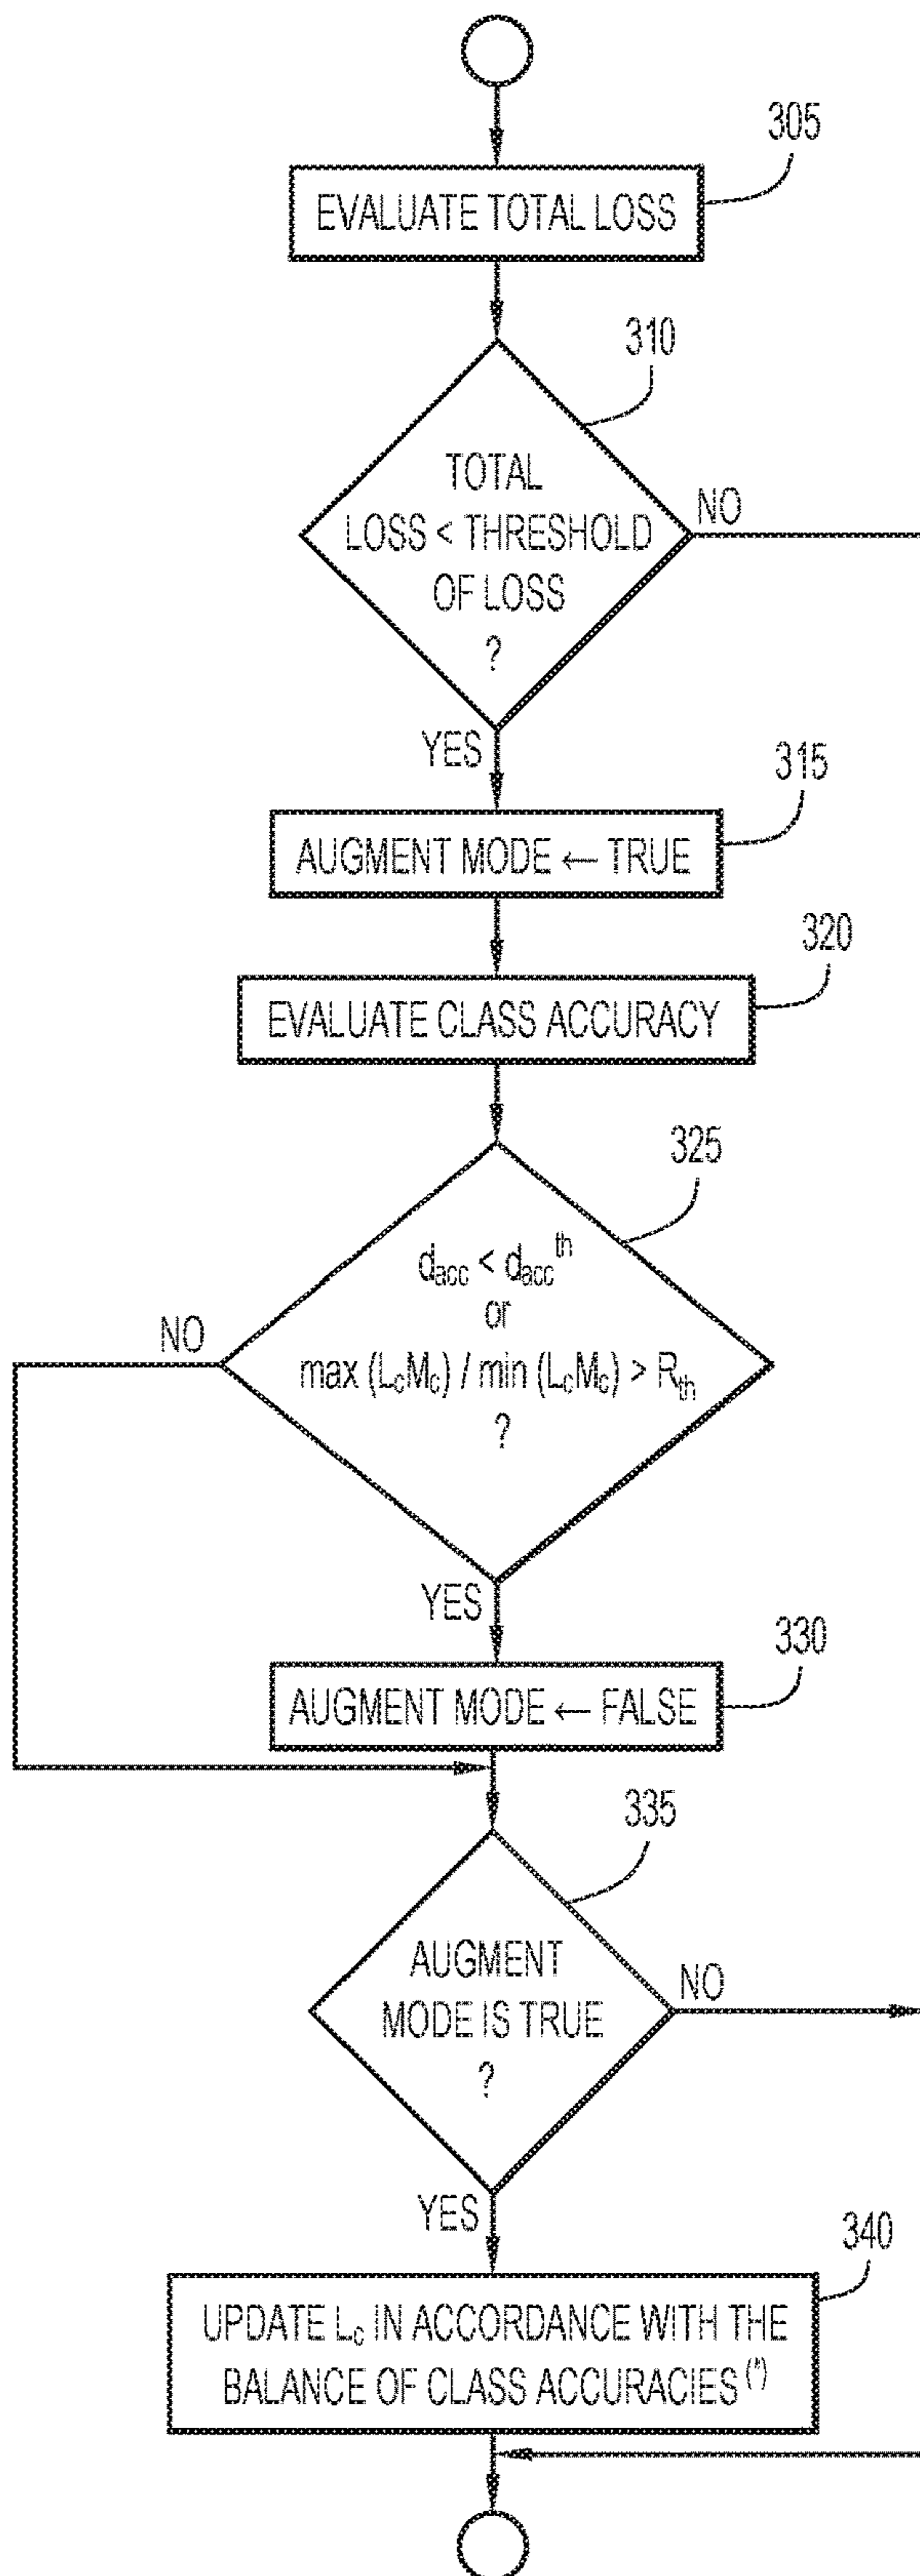 305
EVALUATE TOTAL LOSS
310
TOTAL
LOSS < THRESHOLD
OF LOSS
?
NO
YES
315
AUGMENT MODE ← TRUE
320
EVALUATE CLASS ACCURACY
325
d_acc < d_acc^th
or
max (L_cM_c) / min (L_cM_c) > R_th
?
NO
YES
330
AUGMENT MODE ← FALSE
335
AUGMENT
MODE IS TRUE
?
NO
YES
340
UPDATE L_c IN ACCORDANCE WITH THE
BALANCE OF CLASS ACCURACIES (*)